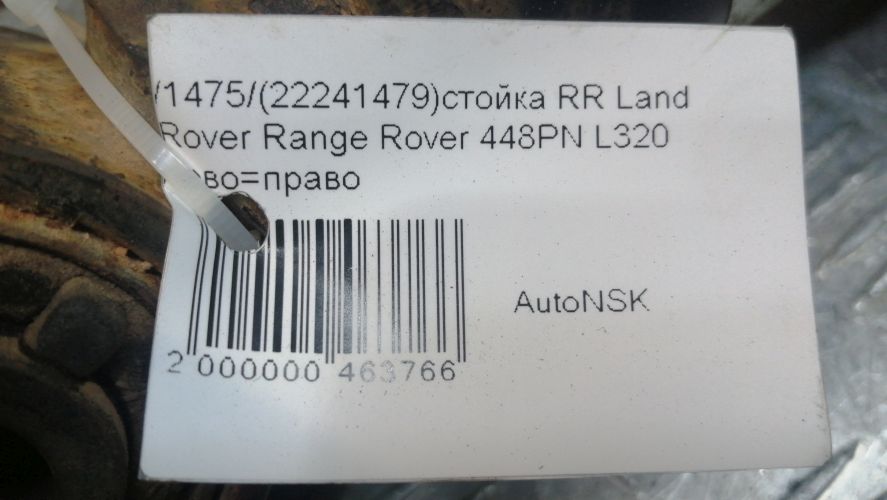 /1475/(22241479)стойка RR Land
Rover Range Rover 448PN L320
=право
AutoNSK
2 000000 463766